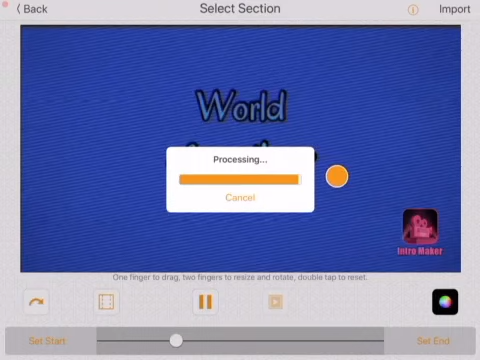 Back
Select Section
Import
World
Processing...
Cancel
Intro Maker
One finger to drag, two fingers to resize and rotate, double tap to reset.
Set Start
Set End